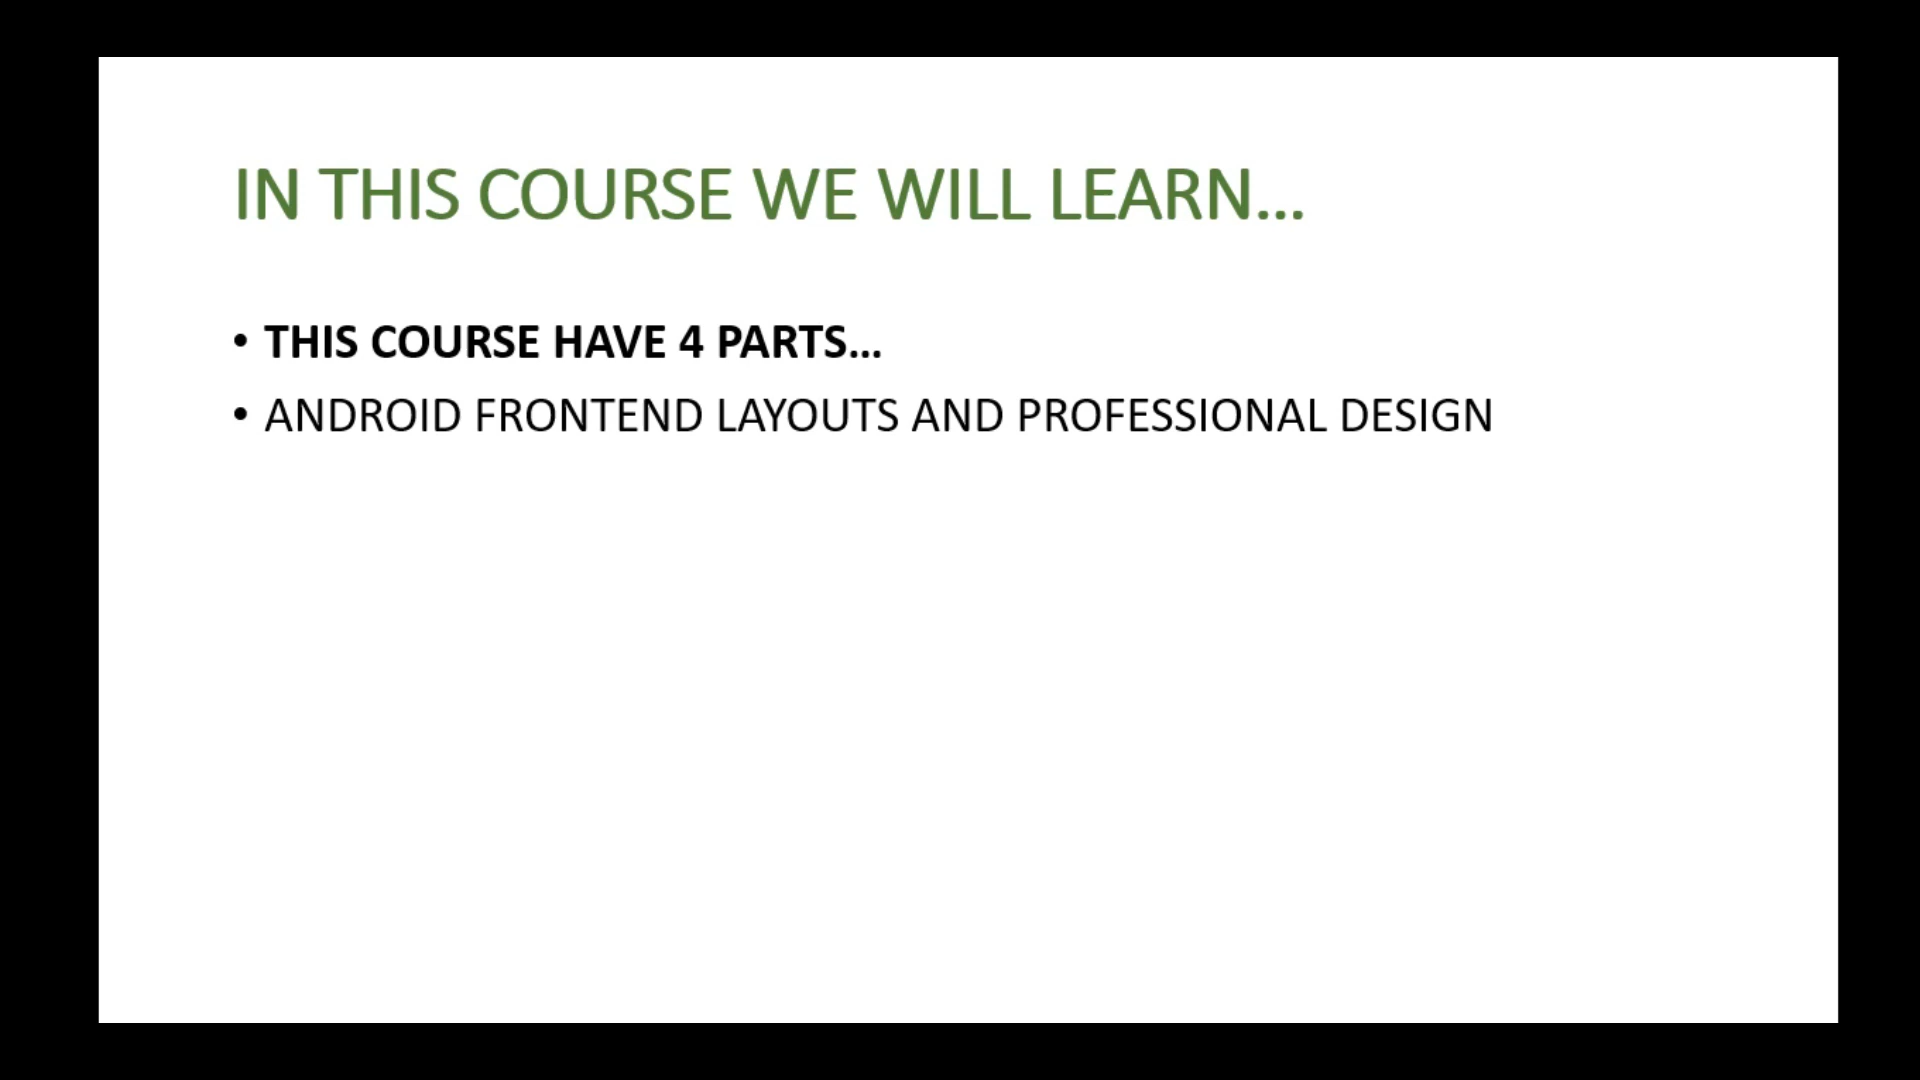 IN THIS COURSE WE WILL LEARN...
• THIS COURSE HAVE 4 PARTS...
• ANDROID FRONTEND LAYOUTS AND PROFESSIONAL DESIGN